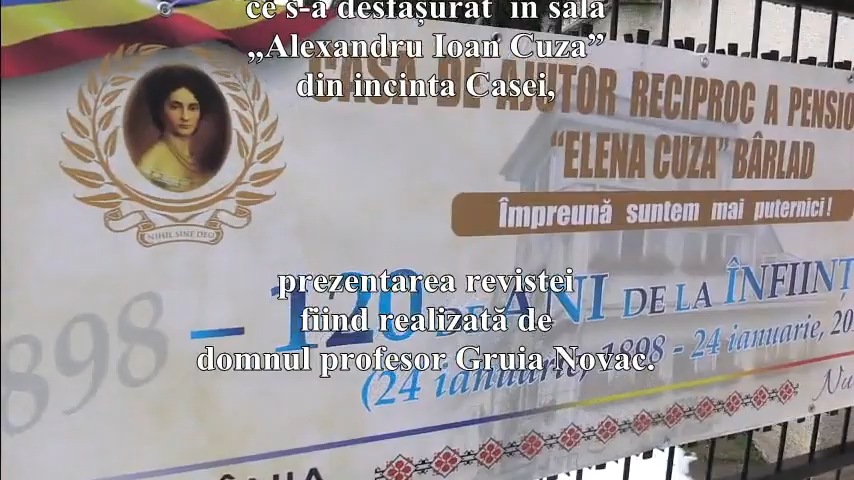 ce s-a desfășurat în sala
„Alexandru Ioan Cuza”
din incinta Casei,
CASA DE AJUTOR RECIPROC A PENSIO
“ELENA CUZA” BÂRLAD
Împreună suntem mai puternici !
NIHIL SINE DEO
prezentarea revistei
fiind realizată de
domnul profesor Gruia Novac.
1898 - 120 DE ANI DE LA ÎNFIINȚ
(24 ianuarie, 1898 - 24 ianuarie, 20